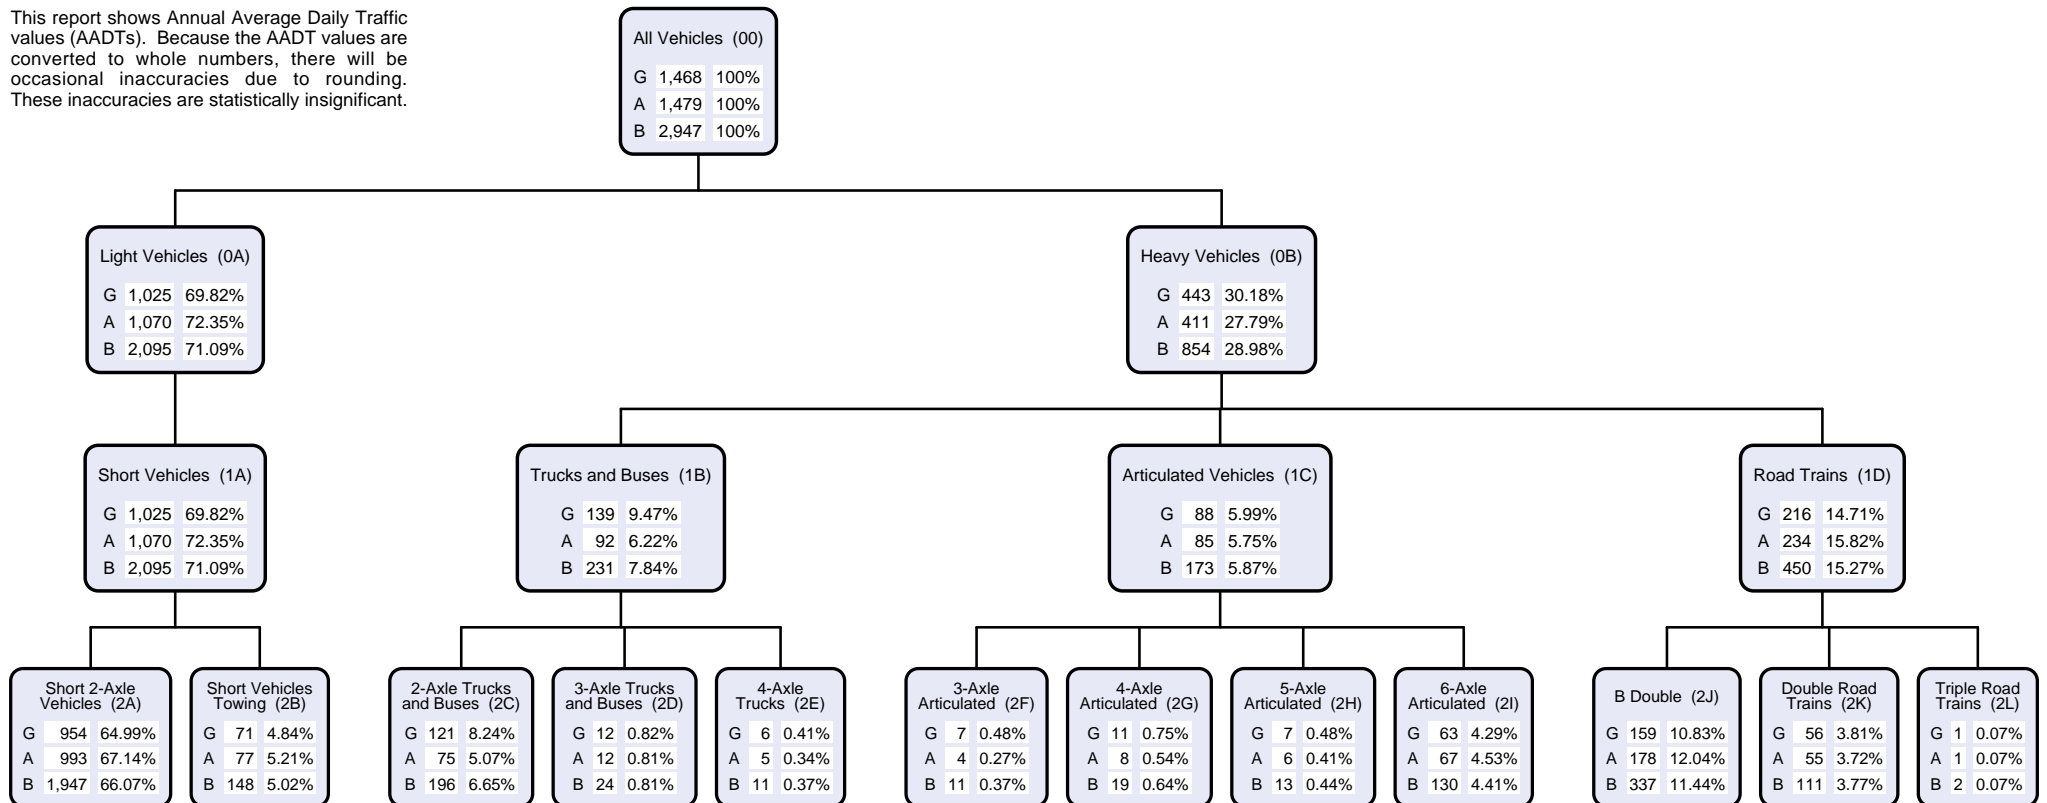 This report shows Annual Average Daily Traffic
values (AADTs). Because the AADT values are
converted to whole numbers, there will be
occasional inaccuracies due to rounding.
These inaccuracies are statistically insignificant.
All Vehicles (00)
G 1,468 100%
A 1,479 100%
B 2,947 100%
Light Vehicles (0A)
G 1,025 69.82%
A 1,070 72.35%
B 2,095 71.09%
Heavy Vehicles (0B)
G 443 30.18%
A 411 27.79%
B 854 28.98%
Short Vehicles (1A)
G 1,025 69.82%
A 1,070 72.35%
B 2,095 71.09%
Trucks and Buses (1B)
G 139 9.47%
A 92 6.22%
B 231 7.84%
Articulated Vehicles (1C)
G 88 5.99%
A 85 5.75%
B 173 5.87%
Road Trains (1D)
G 216 14.71%
A 234 15.82%
B 450 15.27%
Short 2-Axle
Vehicles (2A)
G 954 64.99%
A 993 67.14%
B 1,947 66.07%
Short Vehicles
Towing (2B)
G 71 4.84%
A 77 5.21%
B 148 5.02%
2-Axle Trucks
and Buses (2C)
G 121 8.24%
A 75 5.07%
B 196 6.65%
3-Axle Trucks
and Buses (2D)
G 12 0.82%
A 12 0.81%
B 24 0.81%
4-Axle
Trucks (2E)
G 6 0.41%
A 5 0.34%
B 11 0.37%
3-Axle
Articulated (2F)
G 7 0.48%
A 4 0.27%
B 11 0.37%
4-Axle
Articulated (2G)
G 11 0.75%
A 8 0.54%
B 19 0.64%
5-Axle
Articulated (2H)
G 7 0.48%
A 6 0.41%
B 13 0.44%
6-Axle
Articulated (2I)
G 63 4.29%
A 67 4.53%
B 130 4.41%
B Double (2J)
G 159 10.83%
A 178 12.04%
B 337 11.44%
Double Road
Trains (2K)
G 56 3.81%
A 55 3.72%
B 111 3.77%
Triple Road
Trains (2L)
G 1 0.07%
A 1 0.07%
B 2 0.07%